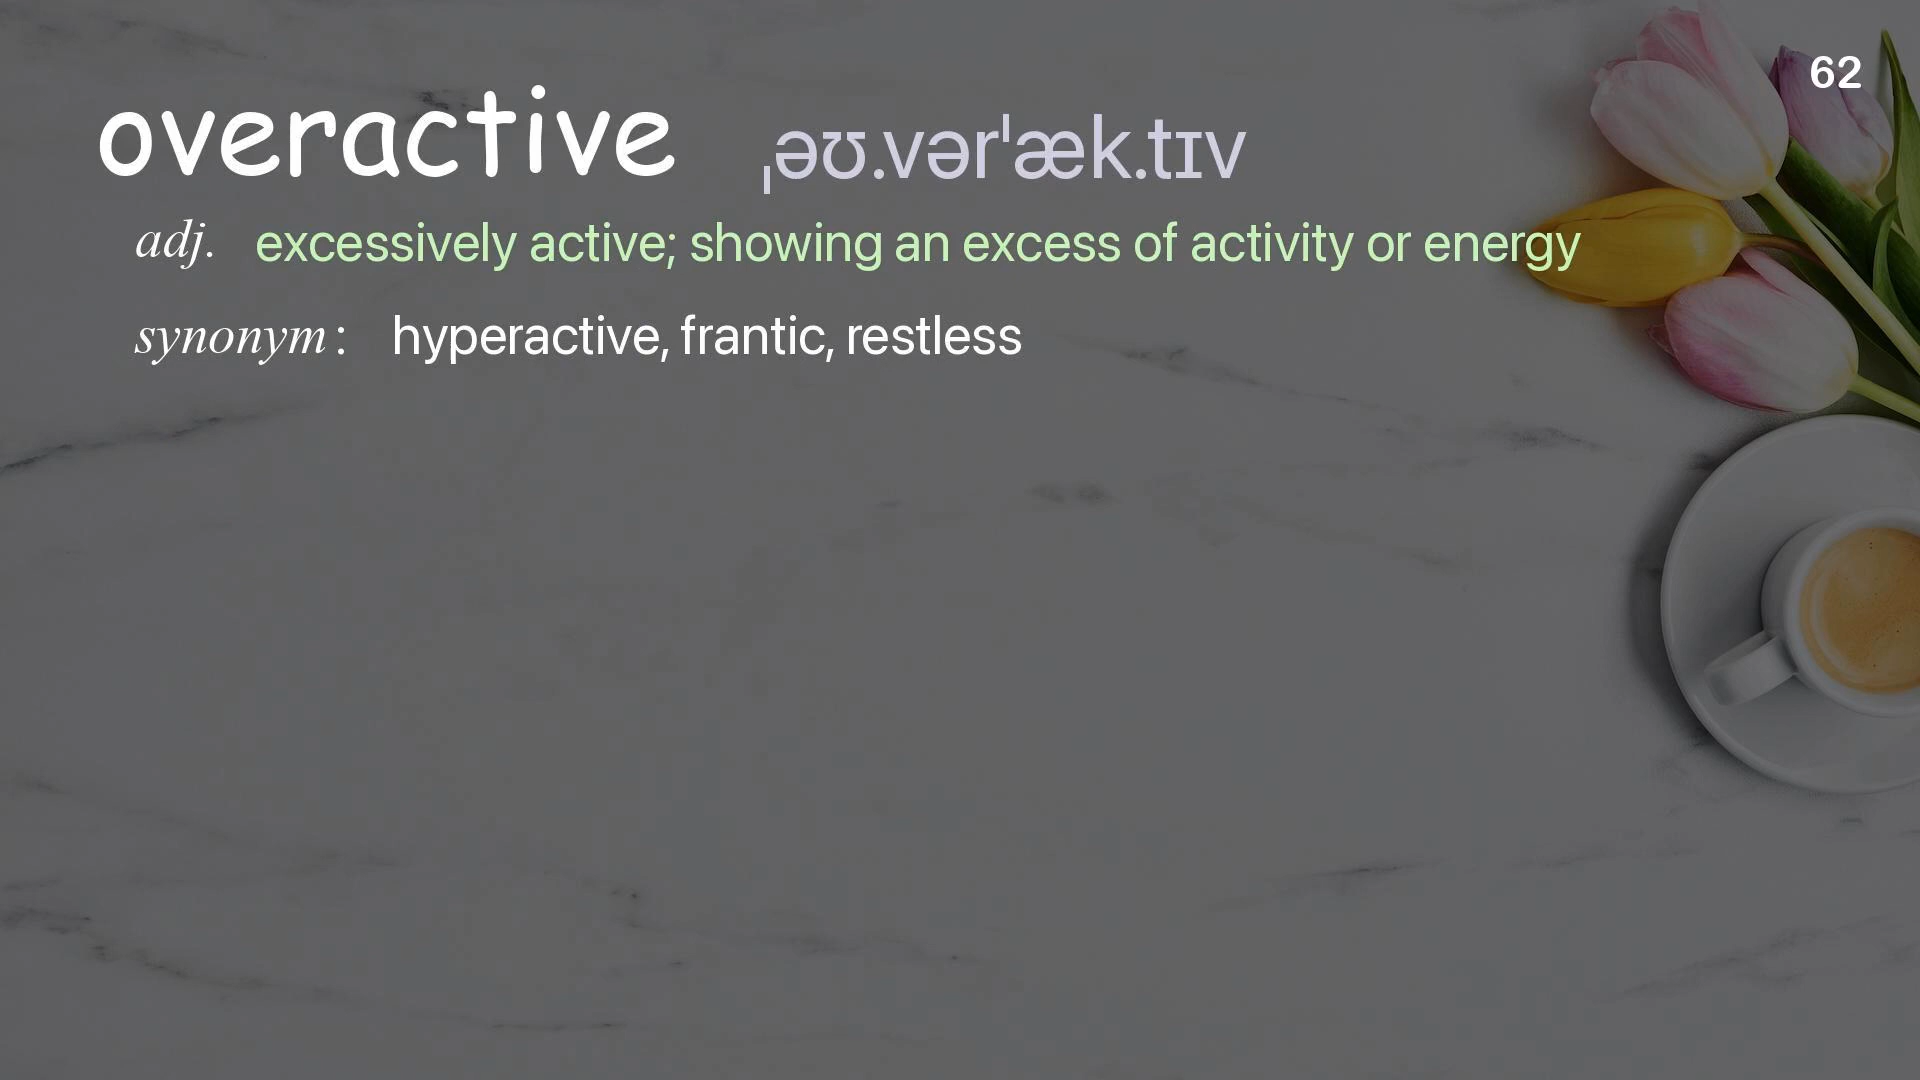 62
overactive ˌəʊ.vərˈæk.tɪv
adj. excessively active; showing an excess of activity or energy
synonym: hyperactive, frantic, restless